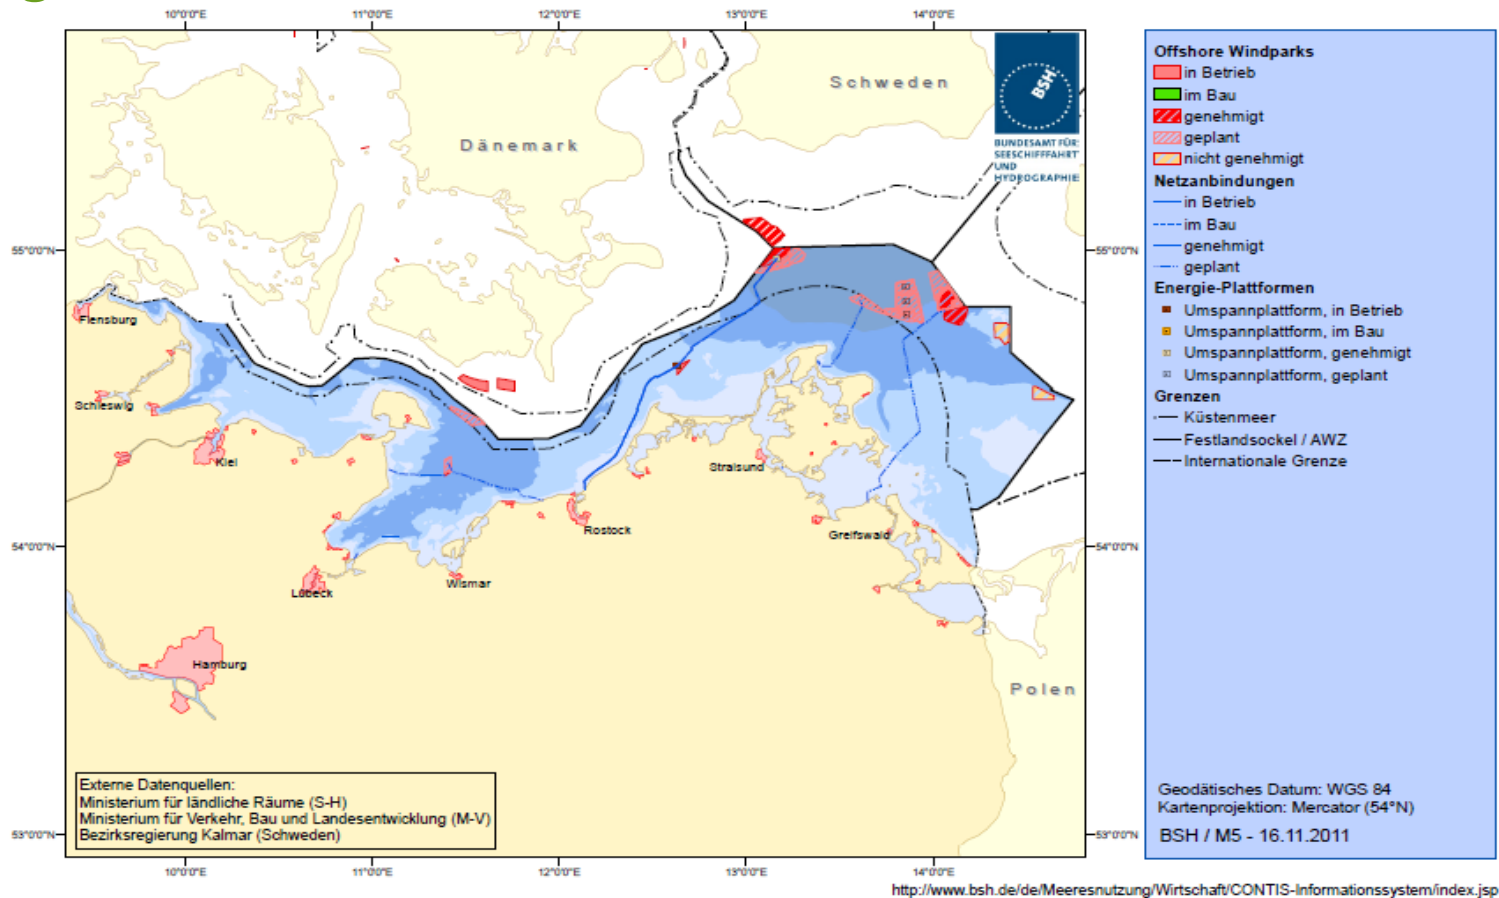 10°0'0"E 11°0'0"E 12°0'0"E 13°0'0"E 14°0'0"E
Schweden
Dänemark
BSH
BUNDESAMT FÜR
SEESCHIFFFAHRT
UND
HYDROGRAPHIE
55°0'0"N 55°0'0"N
Flensburg
Schleswig
Kiel
Stralsund
Rostock
Greifswald
54°0'0"N 54°0'0"N
Wismar
Lübeck
Hamburg
Polen
Externe Datenquellen:
Ministerium für ländliche Räume (S-H)
Ministerium für Verkehr, Bau und Landesentwicklung (M-V)
Bezirksregierung Kalmar (Schweden)
53°0'0"N 53°0'0"N
10°0'0"E 11°0'0"E 12°0'0"E 13°0'0"E 14°0'0"E
Offshore Windparks
in Betrieb
im Bau
genehmigt
geplant
nicht genehmigt
Netzanbindungen
in Betrieb
im Bau
genehmigt
geplant
Energie-Plattformen
Umspannplattform, in Betrieb
Umspannplattform, im Bau
Umspannplattform, genehmigt
Umspannplattform, geplant
Grenzen
Küstenmeer
Festlandsockel / AWZ
Internationale Grenze
Geodätisches Datum: WGS 84
Kartenprojektion: Mercator (54°N)
BSH / M5 - 16.11.2011
http://www.bsh.de/de/Meeresnutzung/Wirtschaft/CONTIS-Informationssystem/index.jsp